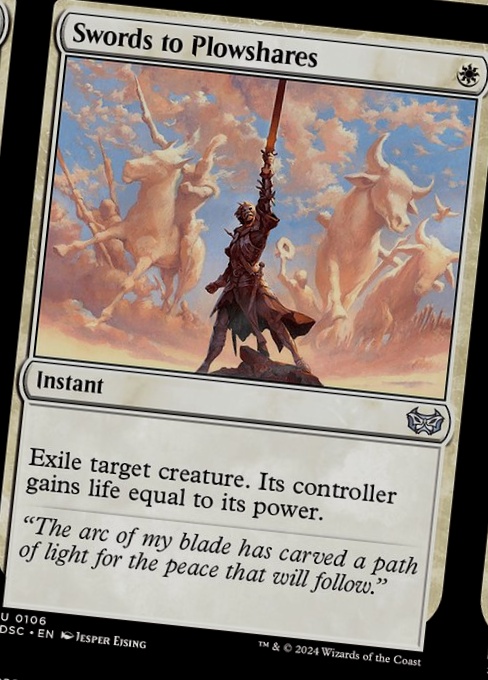 Swords to Plowshares
Instant
Exile target creature. Its controller
gains life equal to its power.
“The arc of my blade has carved a path
of light for the peace that will follow.”
U 0106
DSC • EN Jesper Eising
™ & © 2024 Wizards of the Coast